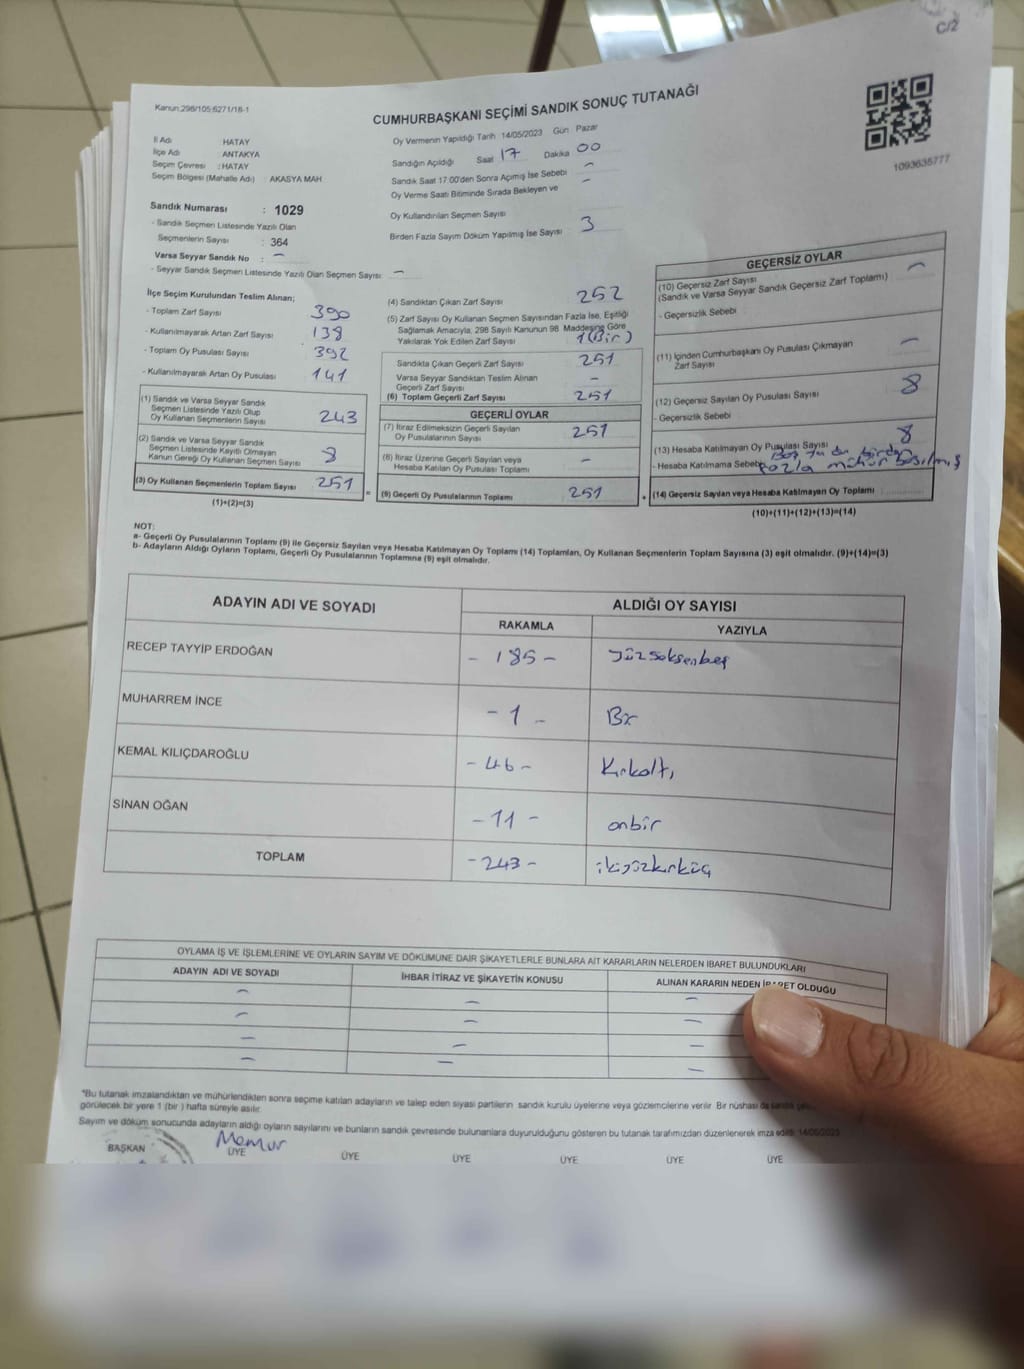 C/2
Kanun:298/105;6271/18-1
CUMHURBAŞKANI SEÇİMİ SANDIK SONUÇ TUTANAĞI
1093635777
İl Adı : HATAY
İlçe Adı : ANTAKYA
Seçim Çevresi : HATAY
Seçim Bölgesi (Mahalle Adı) : AKASYA MAH
Oy Vermenin Yapıldığı Tarih 14/05/2023 Gün Pazar
Sandığın Açıldığı Saat 17 Dakika 00
Sandık Saat 17:00'den Sonra Açımış İse Sebebi –
Oy Verme Saati Bitiminde Sırada Bekleyen ve –
Oy Kullandırılan Seçmen Sayısı
Birden Fazla Sayım Döküm Yapılmış İse Sayısı 3
Sandık Numarası : 1029
- Sandık Seçmen Listesinde Yazılı Olan
Seçmenlerin Sayısı : 364
Varsa Seyyar Sandık No : –
- Seyyar Sandık Seçmen Listesinde Yazılı Olan Seçmen Sayısı : –
İlçe Seçim Kurulundan Teslim Alınan;
- Toplam Zarf Sayısı 390
- Kullanılmayarak Artan Zarf Sayısı 138
- Toplam Oy Pusulası Sayısı 392
- Kullanılmayarak Artan Oy Pusulası 141
(1) Sandık ve Varsa Seyyar Sandık
Seçmen Listesinde Yazılı Olup
Oy Kullanan Seçmenlerin Sayısı 243
(2) Sandık ve Varsa Seyyar Sandık
Seçmen Listesinde Kayıtlı Olmayan
Kanun Gereği Oy Kullanan Seçmen Sayısı 8
(3) Oy Kullanan Seçmenlerin Toplam Sayısı 251
(1)+(2)=(3)
(4) Sandıktan Çıkan Zarf Sayısı 252
(5) Zarf Sayısı Oy Kullanan Seçmen Sayısından Fazla İse, Eşitliği
Sağlamak Amacıyla, 298 Sayılı Kanunun 98. Maddesine Göre
Yakılarak Yok Edilen Zarf Sayısı 1 (Bir)
Sandıkta Çıkan Geçerli Zarf Sayısı 251
Varsa Seyyar Sandıktan Teslim Alınan
Geçerli Zarf Sayısı –
(6) Toplam Geçerli Zarf Sayısı 251
GEÇERLİ OYLAR
(7) İtiraz Edilmeksizin Geçerli Sayılan
Oy Pusulalarının Sayısı 251
(8) İtiraz Üzerine Geçerli Sayılan veya
Hesaba Katılan Oy Pusulası Toplamı –
= (9) Geçerli Oy Pusulalarının Toplamı 251 +
GEÇERSİZ OYLAR
(10) Geçersiz Zarf Sayısı –
(Sandık ve Varsa Seyyar Sandık Geçersiz Zarf Toplamı)
- Geçersizlik Sebebi
(11) İçinden Cumhurbaşkanı Oy Pusulası Çıkmayan
Zarf Sayısı –
(12) Geçersiz Sayılan Oy Pusulası Sayısı 8
- Geçersizlik Sebebi
(13) Hesaba Katılmayan Oy Pusulası Sayısı 8
- Hesaba Katılmama Sebebi birden fazla mühür basılmış
(14) Geçersiz Sayılan veya Hesaba Katılmayan Oy Toplamı
(10)+(11)+(12)+(13)=(14)
NOT:
a- Geçerli Oy Pusulalarının Toplamı (9) ile Geçersiz Sayılan veya Hesaba Katılmayan Oy Toplamı (14) Toplamları, Oy Kullanan Seçmenlerin Toplam Sayısına (3) eşit olmalıdır. (9)+(14)=(3)
b- Adayların Aldığı Oyların Toplamı, Geçerli Oy Pusulalarının Toplamına (9) eşit olmalıdır.
ADAYIN ADI VE SOYADI
ALDIĞI OY SAYISI
RAKAMLA YAZIYLA
RECEP TAYYİP ERDOĞAN - 185 - Yüzseksenbeş
MUHARREM İNCE - 1 - Bir
KEMAL KILIÇDAROĞLU - 46 - Kırkaltı
SİNAN OĞAN - 11 - onbir
TOPLAM - 243 - ikiyüzkırküç
OYLAMA İŞ VE İŞLEMLERİNE VE OYLARIN SAYIM VE DÖKÜMÜNE DAİR ŞİKAYETLERLE BUNLARA AİT KARARLARIN NELERDEN İBARET BULUNDUKLARI
ADAYIN ADI VE SOYADI İHBAR İTİRAZ VE ŞİKAYETİN KONUSU ALINAN KARARIN NEDEN İBARET OLDUĞU
– – –
– – –
– – –
– – –
*Bu tutanak imzalandıktan ve mühürlendikten sonra seçime katılan adayların ve talep eden siyasi partilerin sandık kurulu üyelerine veya gözlemcilerine verilir. Bir nüshası da sandık
görülecek bir yere 1 (bir) hafta süreyle asılır.
Sayım ve döküm sonucunda adayların aldığı oyların sayılarını ve bunların sandık çevresinde bulunanlara duyurulduğunu gösteren bu tutanak tarafımızdan düzenlenerek imza edildi. 14/05/2023
Memur
BAŞKAN ÜYE ÜYE ÜYE ÜYE ÜYE ÜYE